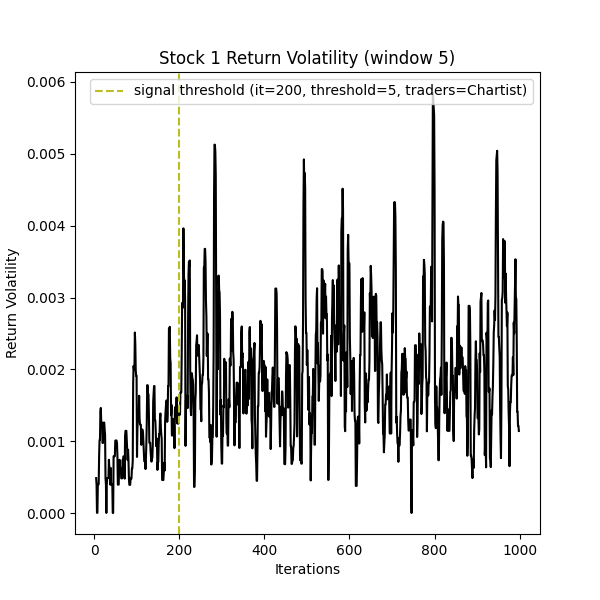 Stock 1 Return Volatility (window 5)
signal threshold (it=200, threshold=5, traders=Chartist)
0.006
0.005
0.004
0.003
0.002
0.001
0.000
Return Volatility
0 200 400 600 800 1000
Iterations